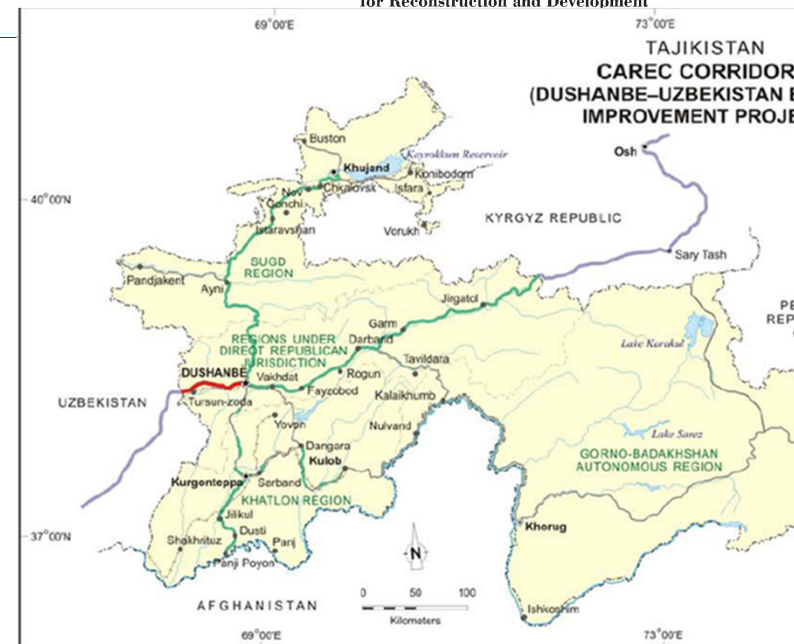 for Reconstruction and Development
69°00'E
73°00'E
TAJIKISTAN
CAREC CORRIDOR
(DUSHANBE–UZBEKISTAN
IMPROVEMENT PROJE
Buston
Osh
Kayrokkum Reservoir
Khujand
Konibodom
Nov
Chkalovsk
Isfara
40°00'N
Gonchi
KYRGYZ REPUBLIC
Istaravshan
Vorukh
Sary Tash
SUGD
REGION
Pandjakent
Ayni
Jirgatol
Garm
REGIONS UNDER
DIRECT REPUBLICAN
JURISDICTION
Darband
Lake Karakul
Tavildara
DUSHANBE
Vakhdat
Rogun
Fayzobod
Kalaikhumb
UZBEKISTAN
Tursun-zoda
Yovon
Nulvand
Lake Sarez
Dangara
GORNO-BADAKHSHAN
AUTONOMOUS REGION
Kulob
Kurgonteppa
Sarband
KHATLON REGION
Jilikul
Khorug
37°00'N
Dusti
Shakhrituz
Panj
Panji Poyon
N
0 50 100
Kilometers
AFGHANISTAN
Ishkoshim
69°00'E
73°00'E